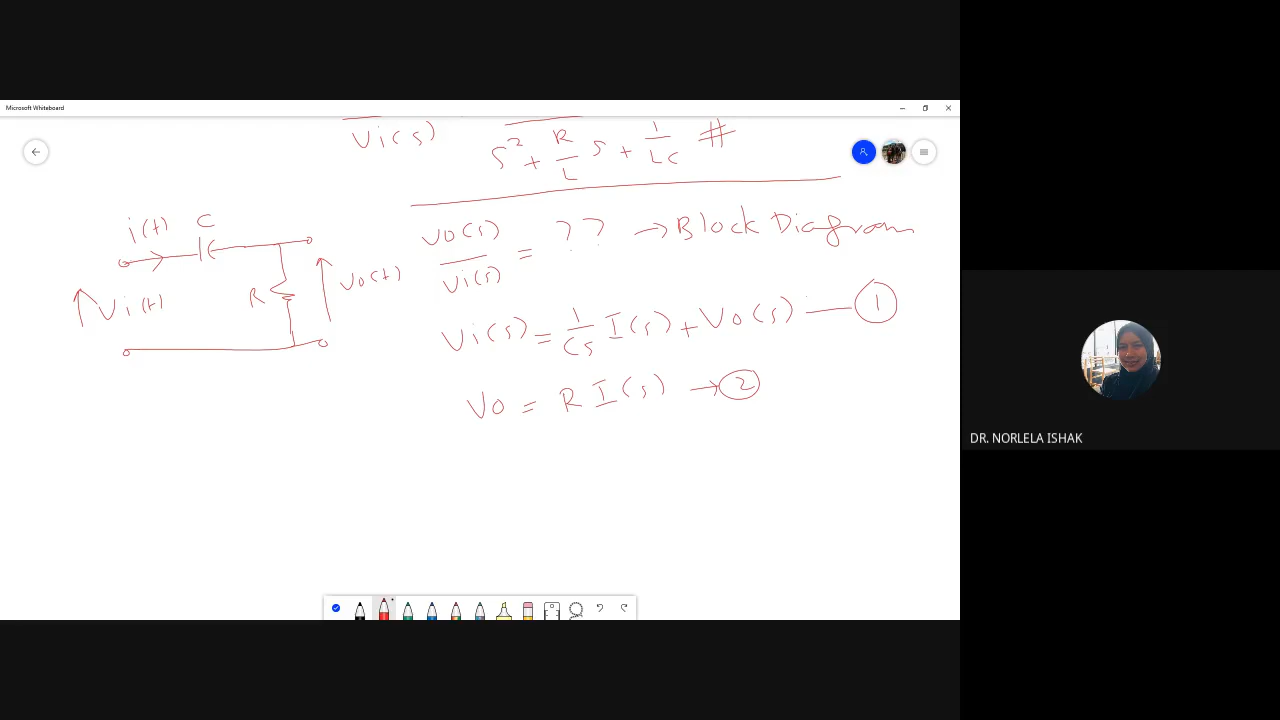 Microsoft Whiteboard
Vi(s)
s² + R/L s + 1/LC #
i(t) C
Vo(s)/Vi(s) = ?? → Block Diagram
Vi(t) R Vo(t)
Vi(s) = 1/Cs I(s) + Vo(s) — 1
Vo = R I(s) → 2
DR. NORLELA ISHAK